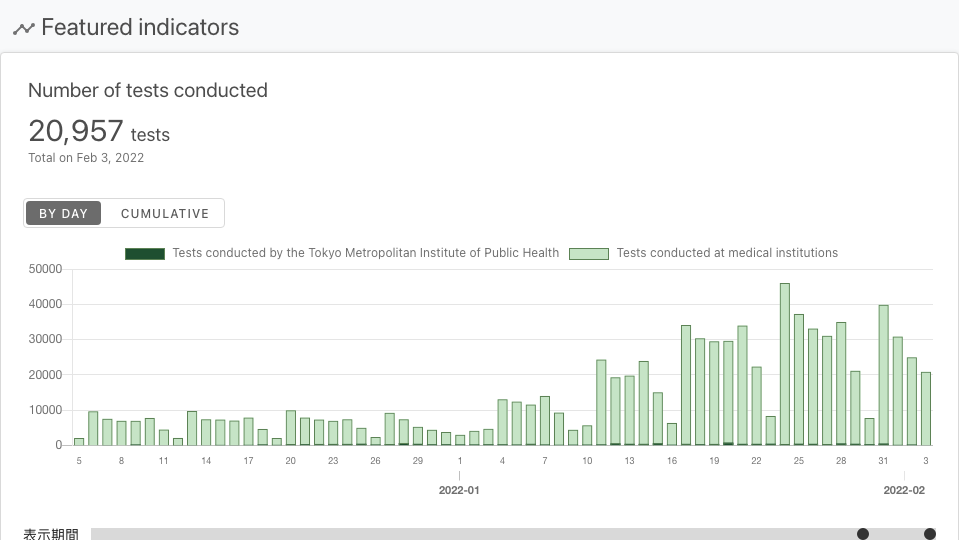 Featured indicators
Number of tests conducted
20,957 tests
Total on Feb 3, 2022
BY DAY CUMULATIVE
Tests conducted by the Tokyo Metropolitan Institute of Public Health Tests conducted at medical institutions
50000
40000
30000
20000
10000
0
5 8 11 14 17 20 23 26 29 1 4 7 10 13 16 19 22 25 28 31 3
2022-01 2022-02
表示期間